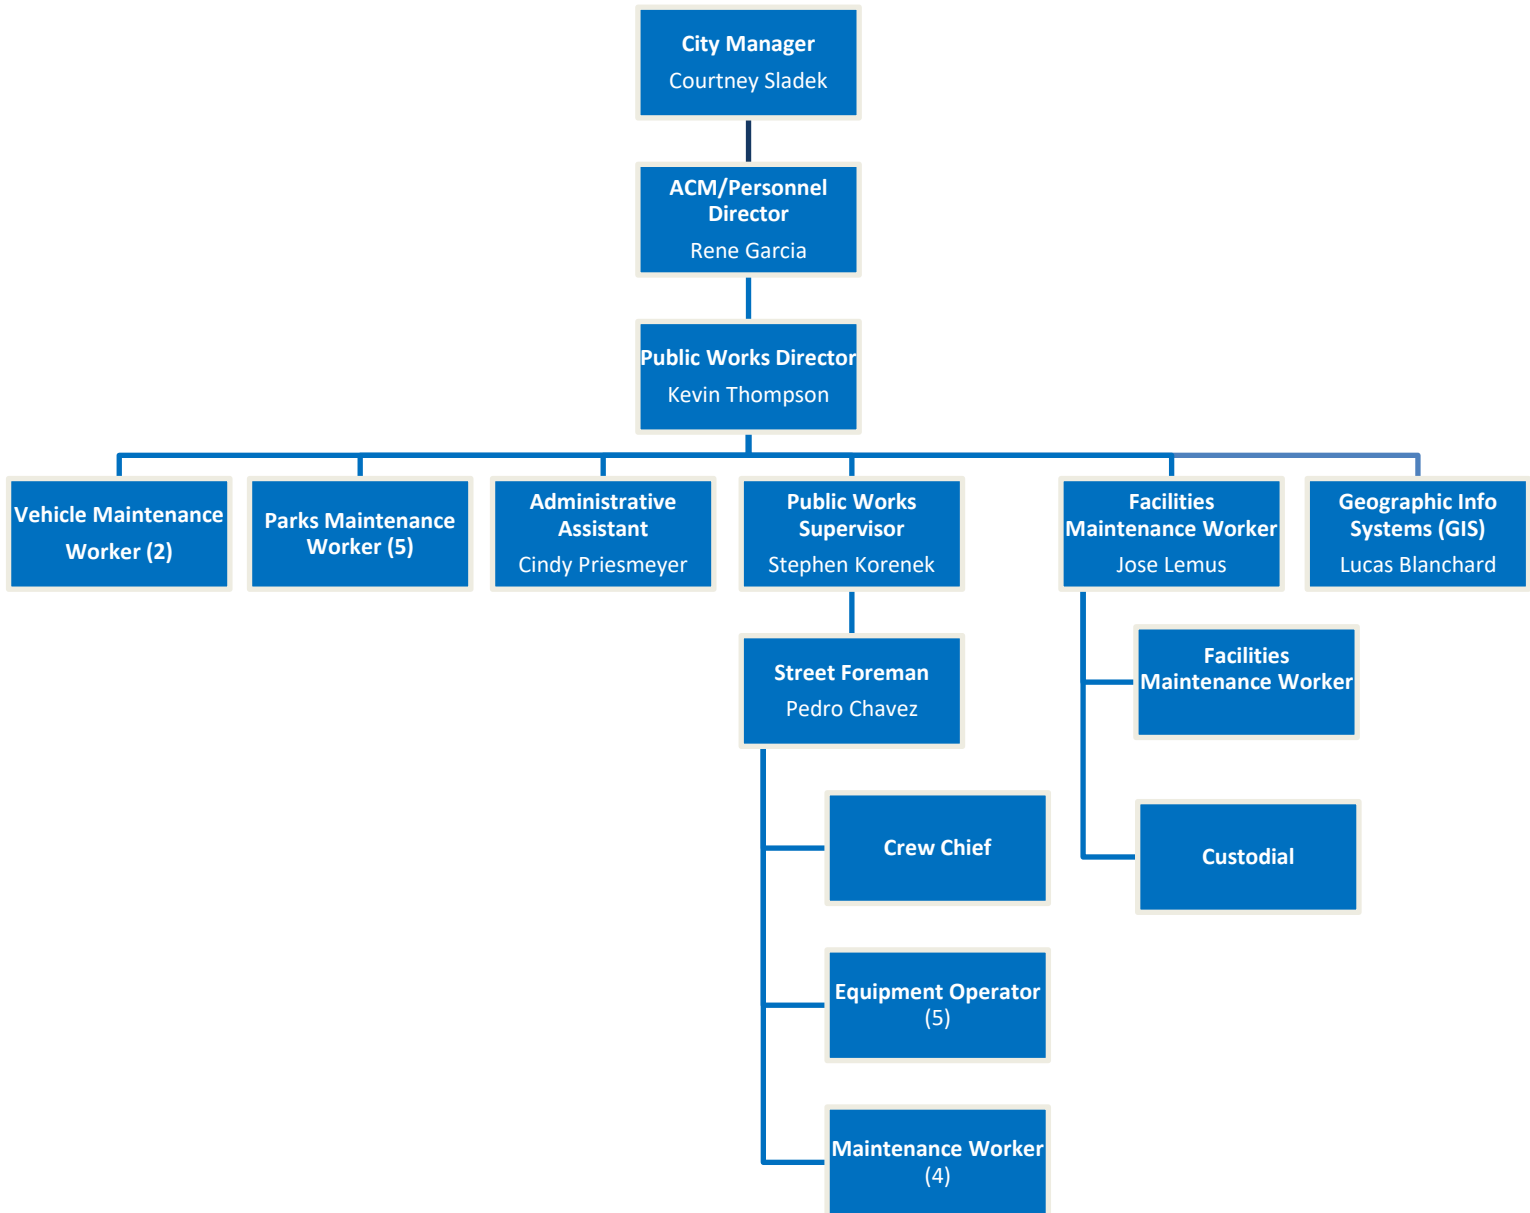 City Manager
Courtney Sladek
ACM/Personnel
Director
Rene Garcia
Public Works Director
Kevin Thompson
Vehicle Maintenance
Worker (2)
Parks Maintenance
Worker (5)
Administrative
Assistant
Cindy Priesmeyer
Public Works
Supervisor
Stephen Korenek
Facilities
Maintenance Worker
Jose Lemus
Geographic Info
Systems (GIS)
Lucas Blanchard
Street Foreman
Pedro Chavez
Facilities
Maintenance Worker
Crew Chief
Custodial
Equipment Operator
(5)
Maintenance Worker
(4)